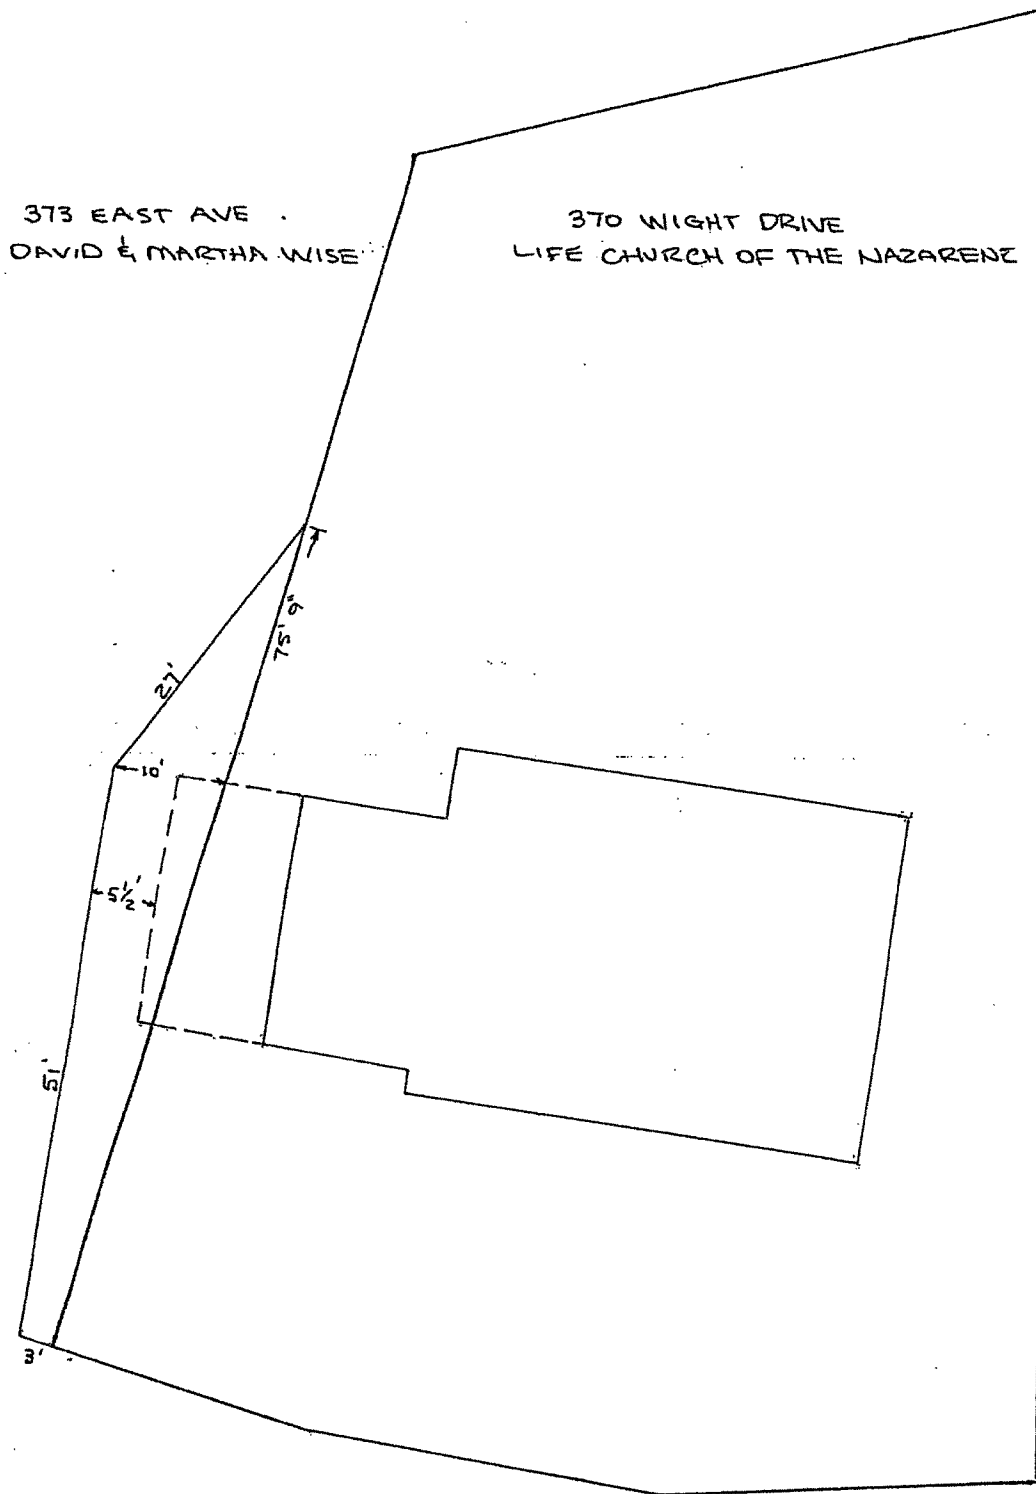 373 EAST AVE.
DAVID & MARTHA WISE
370 WIGHT DRIVE
LIFE CHURCH OF THE NAZARENE
75' 9"
27'
10'
5½'
51'
3'